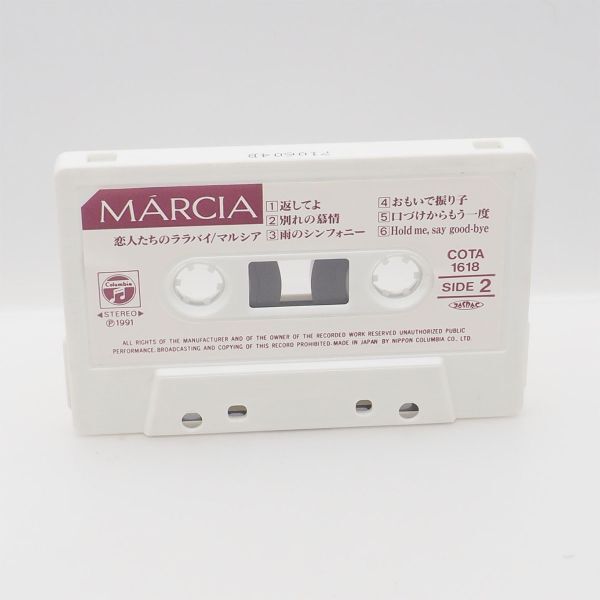 MÁRCIA
恋人たちのララバイ/マルシア
1 返してよ
2 別れの慕情
3 雨のシンフォニー
4 おもいで振り子
5 口づけからもう一度
6 Hold me, say good-bye
COTA
1618
SIDE 2
Columbia
◀STEREO▶
Ⓟ1991
ALL RIGHTS OF THE MANUFACTURER AND OF THE OWNER OF THE RECORDED WORK RESERVED UNAUTHORIZED PUBLIC
PERFORMANCE, BROADCASTING AND COPYING OF THIS RECORD PROHIBITED. MADE IN JAPAN BY NIPPON COLUMBIA CO., LTD.